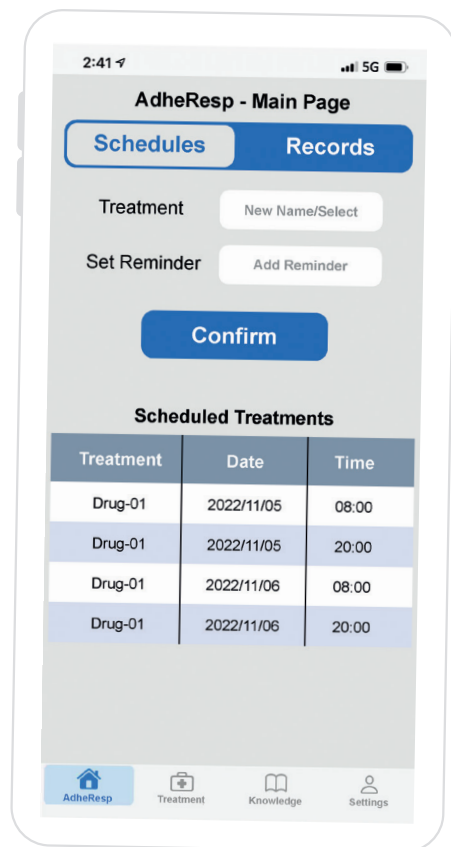 2:41 5G
AdheResp - Main Page
Schedules Records
Treatment New Name/Select
Set Reminder Add Reminder
Confirm
Scheduled Treatments
Treatment Date Time
Drug-01 2022/11/05 08:00
Drug-01 2022/11/05 20:00
Drug-01 2022/11/06 08:00
Drug-01 2022/11/06 20:00
AdheResp Treatment Knowledge Settings